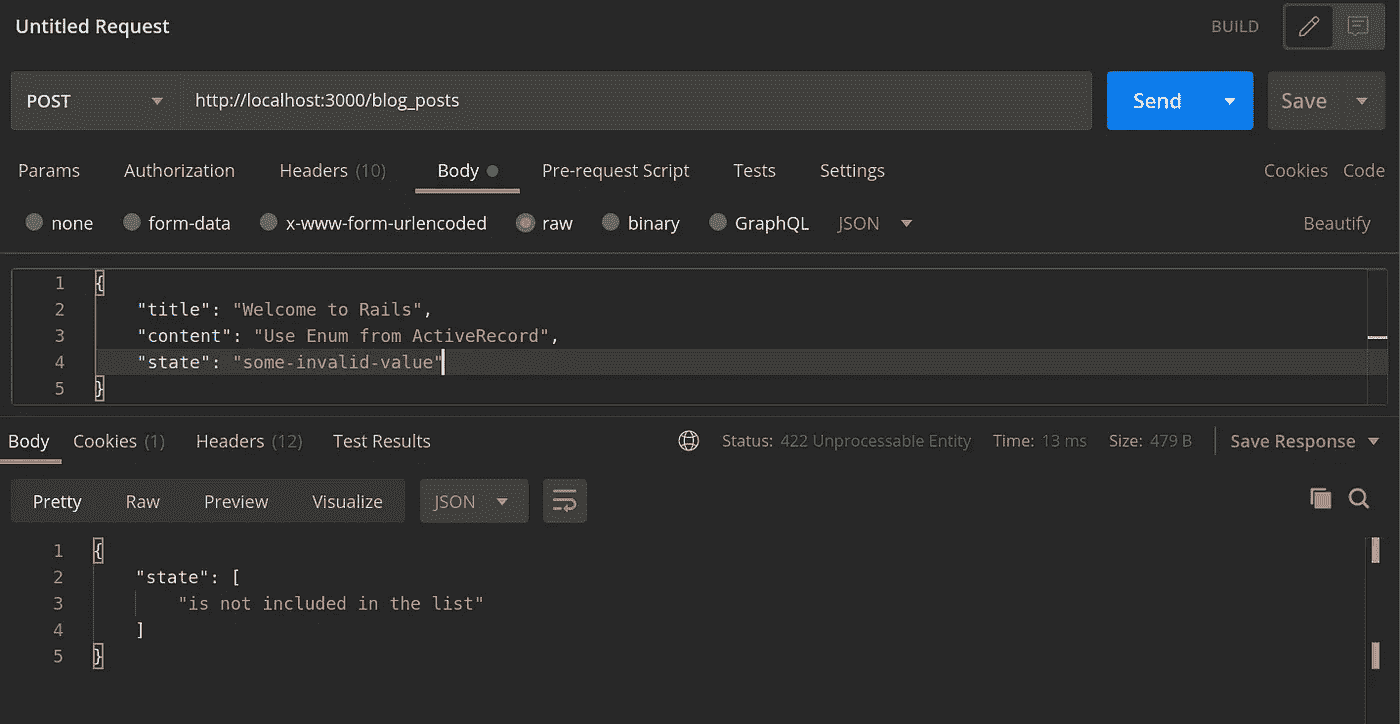 Untitled Request BUILD
POST http://localhost:3000/blog_posts Send Save
Params Authorization Headers (10) Body Pre-request Script Tests Settings Cookies Code
none form-data x-www-form-urlencoded raw binary GraphQL JSON Beautify
1 {
2 "title": "Welcome to Rails",
3 "content": "Use Enum from ActiveRecord",
4 "state": "some-invalid-value"
5 }
Body Cookies (1) Headers (12) Test Results Status: 422 Unprocessable Entity Time: 13 ms Size: 479 B Save Response
Pretty Raw Preview Visualize JSON
1 {
2 "state": [
3 "is not included in the list"
4 ]
5 }